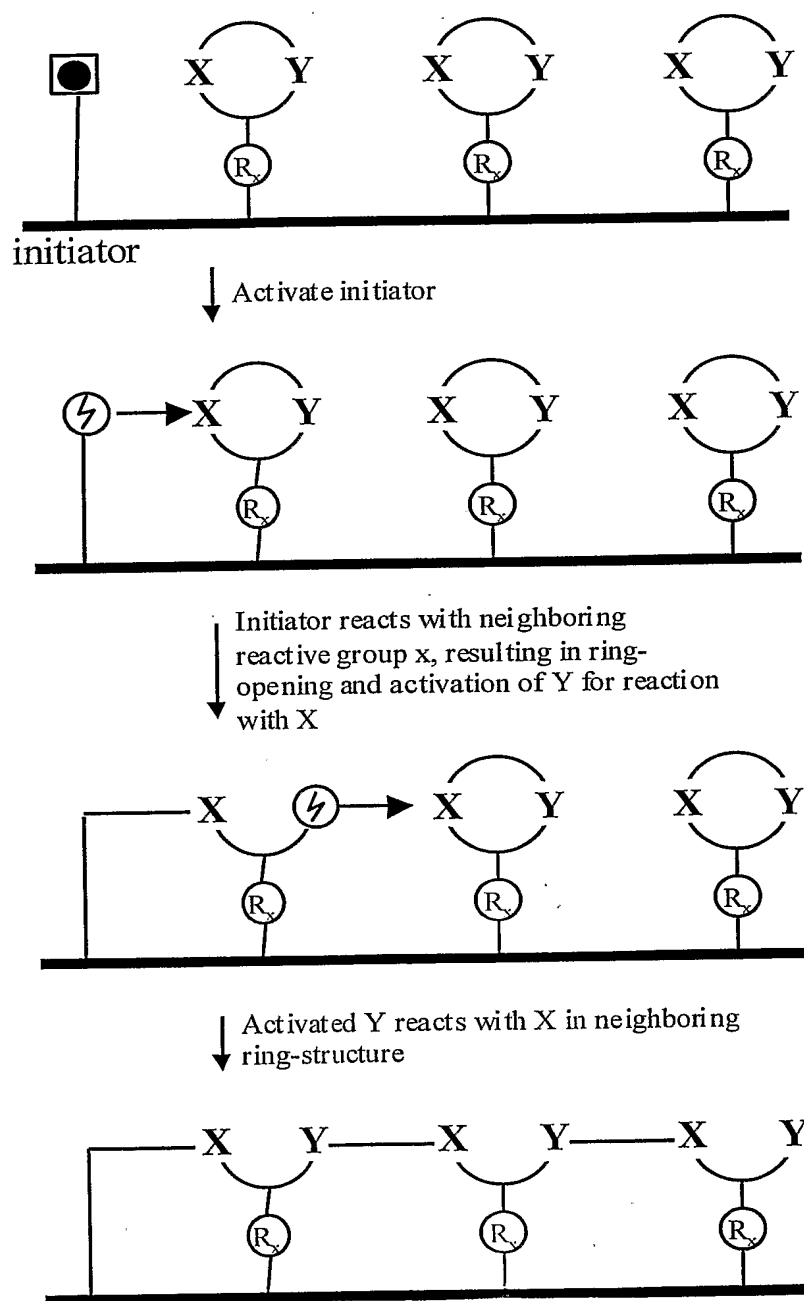 X Y X Y X Y
Rₓ Rₓ Rₓ
initiator
Activate initiator
X Y X Y X Y
Rₓ Rₓ Rₓ
Initiator reacts with neighboring
reactive group x, resulting in ring-
opening and activation of Y for reaction
with X
X X Y X Y
Rₓ Rₓ Rₓ
Activated Y reacts with X in neighboring
ring-structure
X Y X Y X Y
Rₓ Rₓ Rₓ